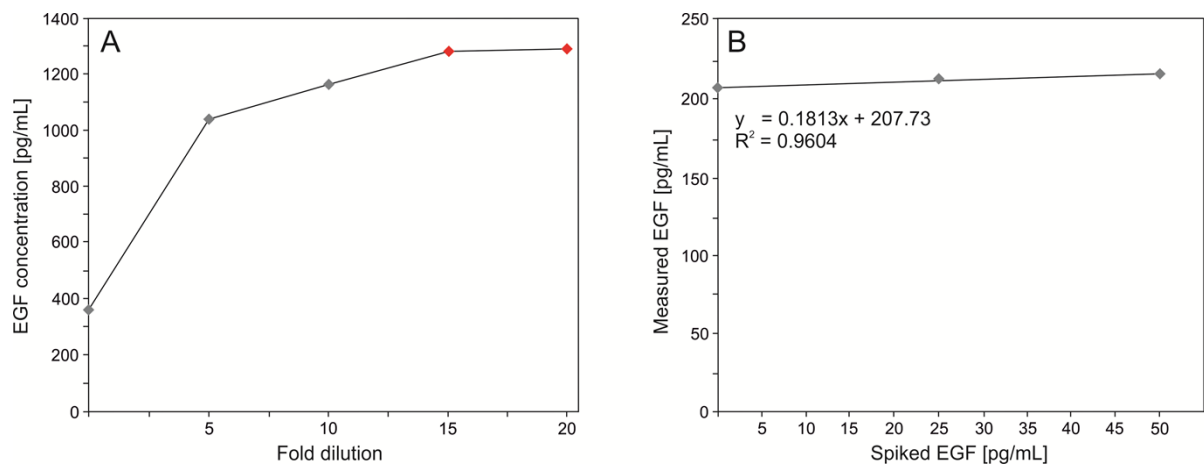 A
EGF concentration [pg/mL]
1400
1200
1000
800
600
400
200
0
5 10 15 20
Fold dilution
B
Measured EGF [pg/mL]
250
200
150
200
150
100
50
0
y = 0.1813x + 207.73
R² = 0.9604
5 10 15 20 25 30 35 40 45 50
Spiked EGF [pg/mL]